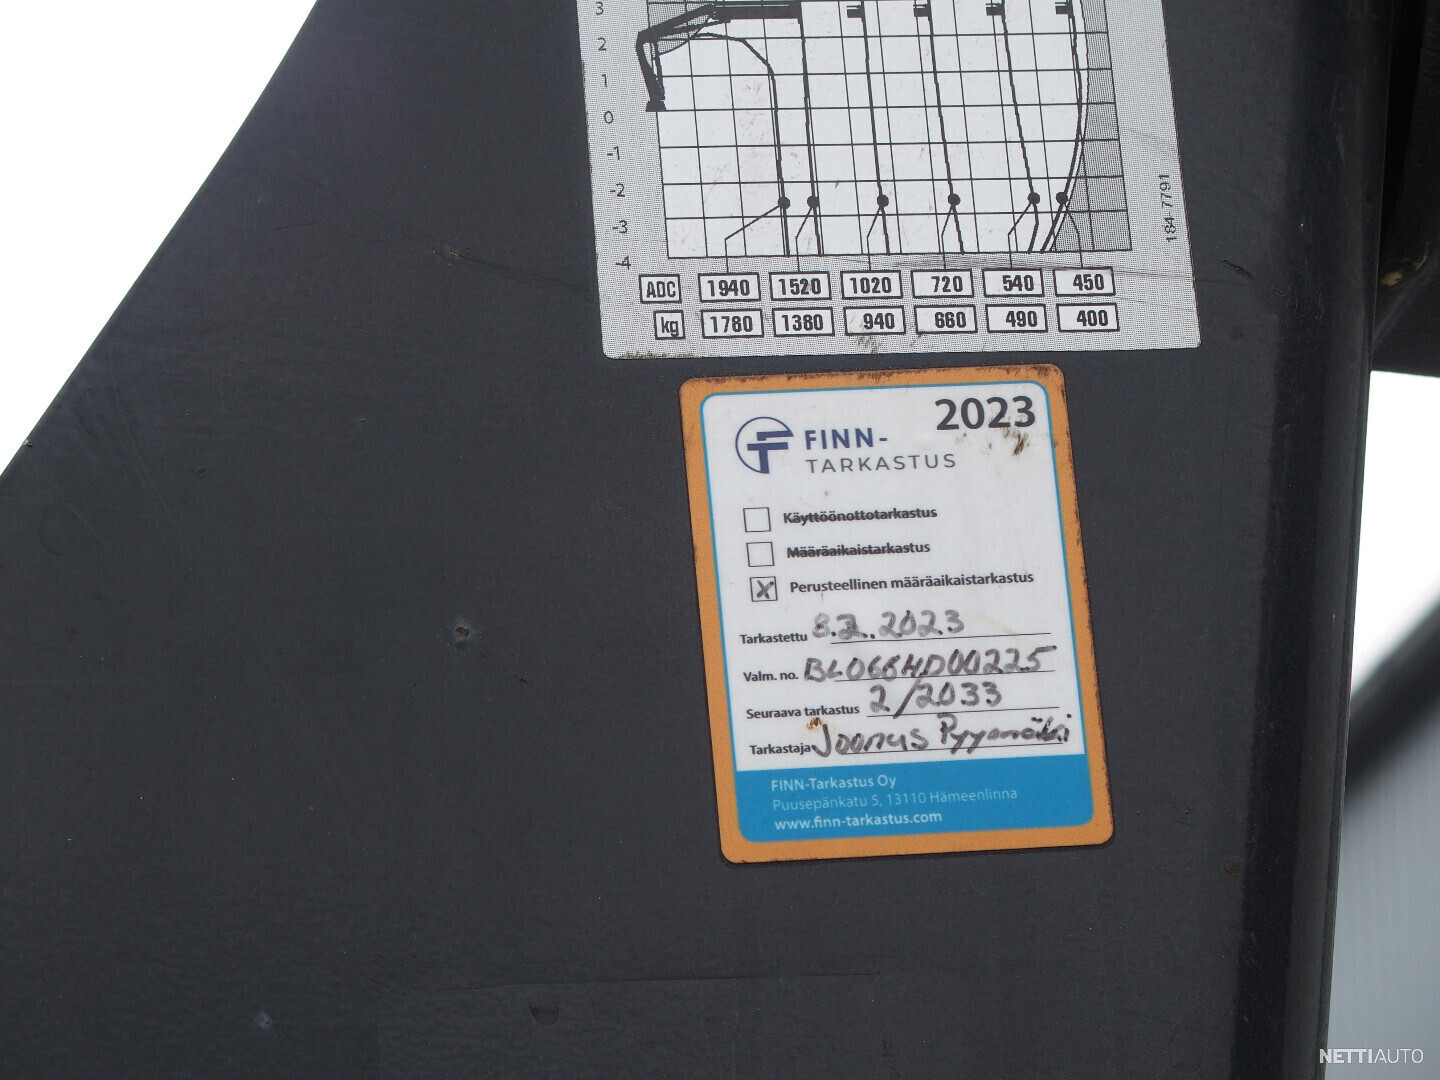 3
2
1
0
-1
-2
-3
-4
184-7791
ADC 1940 1520 1020 720 540 450
kg 1780 1380 940 660 490 400
2023
FINN-
TARKASTUS
Käyttöönottotarkastus
Määräaikaistarkastus
X Perusteellinen määräaikaistarkastus
Tarkastettu 8.2.2023
Valm. no. BL066HD00225
Seuraava tarkastus 2/2033
Tarkastaja Joonas Pyymäki
FINN-Tarkastus Oy
Puusepänkatu 5, 13110 Hämeenlinna
www.finn-tarkastus.com
NETTIAUTO